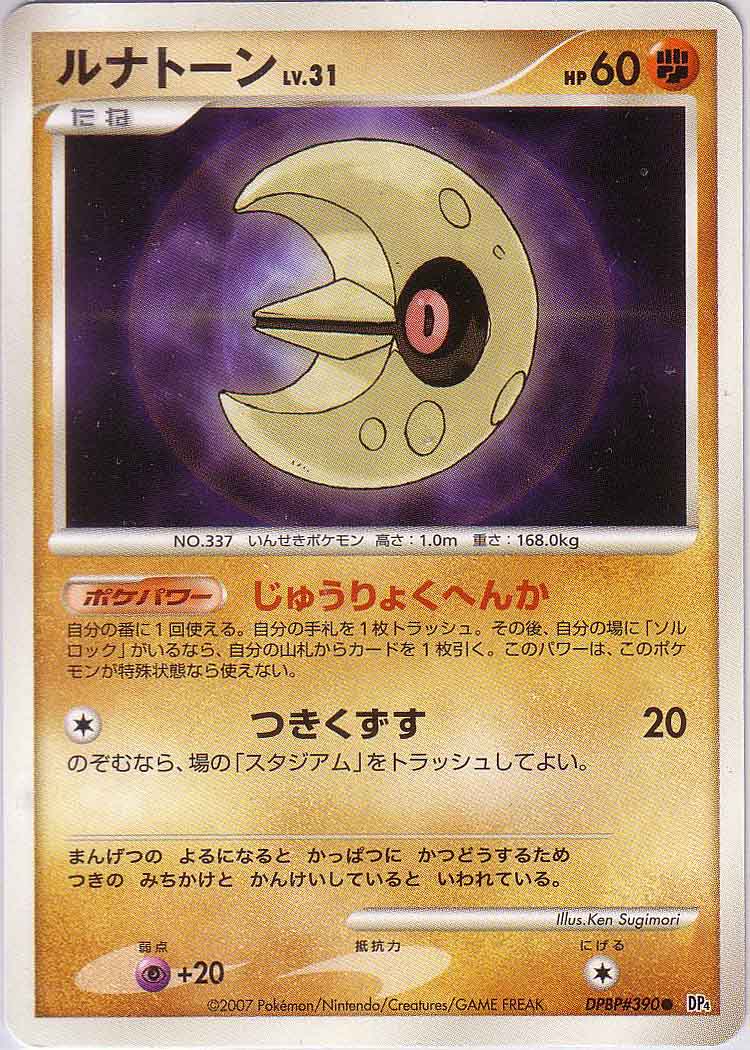 ルナトーン LV.31 HP 60
たね
NO.337 いんせきポケモン 高さ:1.0m 重さ:168.0kg
ポケパワー じゅうりょくへんか
自分の番に1回使える。自分の手札を1枚トラッシュ。その後、自分の場に「ソル
ロック」がいるなら、自分の山札からカードを1枚引く。このパワーは、このポケ
モンが特殊状態なら使えない。
つきくずす 20
のぞむなら、場の「スタジアム」をトラッシュしてよい。
まんげつの よるになると かっぱつに かつどうするため
つきの みちかけと かんけいしていると いわれている。
Illus.Ken Sugimori
弱点 抵抗力 にげる
+20
©2007 Pokémon/Nintendo/Creatures/GAME FREAK DPBP#390 DP4